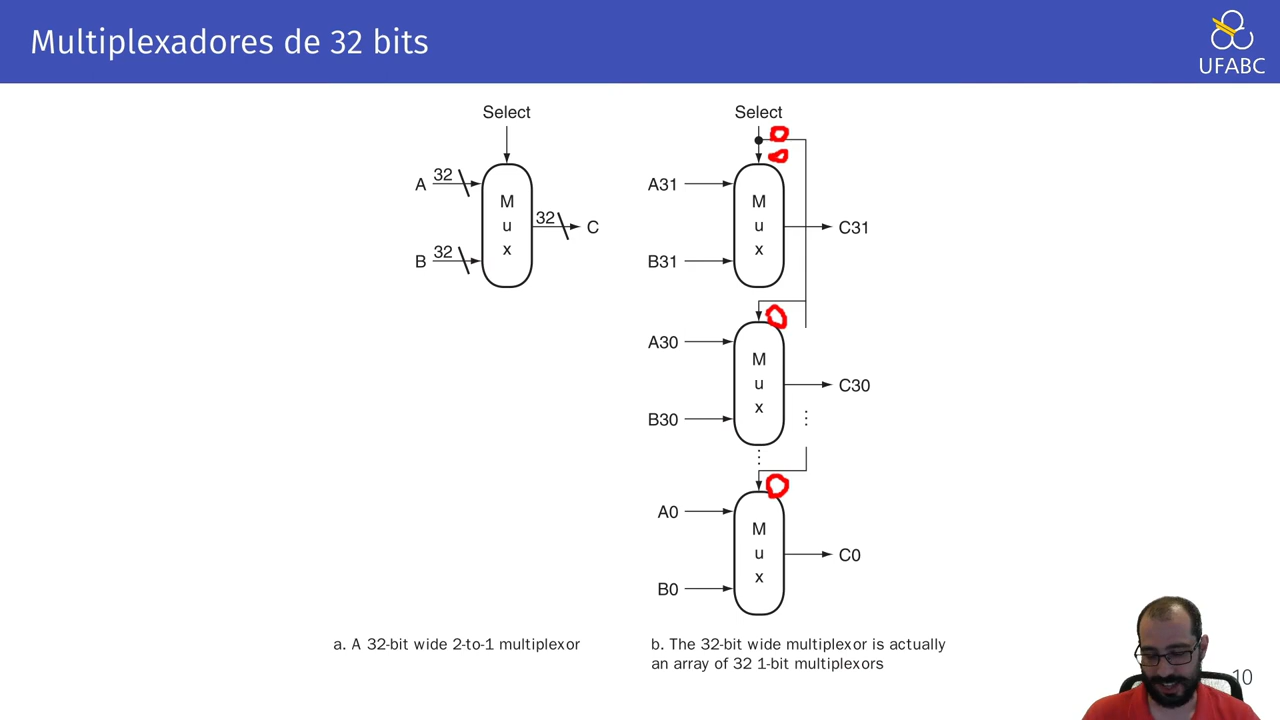 Multiplexadores de 32 bits
UFABC
Select
A
32
B
32
M
u
x
32
C
Select
A31
B31
M
u
x
C31
A30
B30
M
u
x
C30
A0
B0
M
u
x
C0
a. A 32-bit wide 2-to-1 multiplexor
b. The 32-bit wide multiplexor is actually
an array of 32 1-bit multiplexors
10